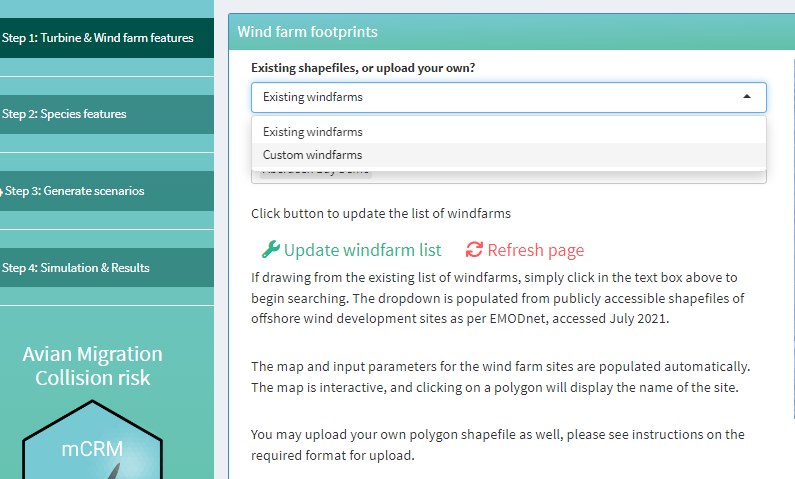 Step 1: Turbine & Wind farm features
Step 2: Species features
Step 3: Generate scenarios
Step 4: Simulation & Results
Avian Migration
Collision risk
mCRM
Wind farm footprints
Existing shapefiles, or upload your own?
Existing windfarms
Existing windfarms
Custom windfarms
Click button to update the list of windfarms
Update windfarm list Refresh page
If drawing from the existing list of windfarms, simply click in the text box above to
begin searching. The dropdown is populated from publicly accessible shapefiles of
offshore wind development sites as per EMODnet, accessed July 2021.
The map and input parameters for the wind farm sites are populated automatically.
The map is interactive, and clicking on a polygon will display the name of the site.
You may upload your own polygon shapefile as well, please see instructions on the
required format for upload.